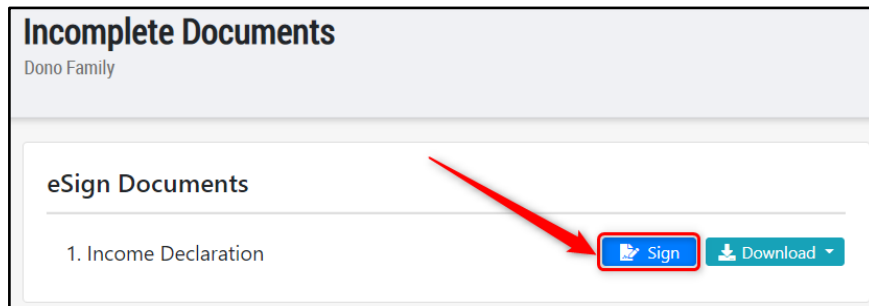 Incomplete Documents
Dono Family
eSign Documents
1. Income Declaration
Sign
Download